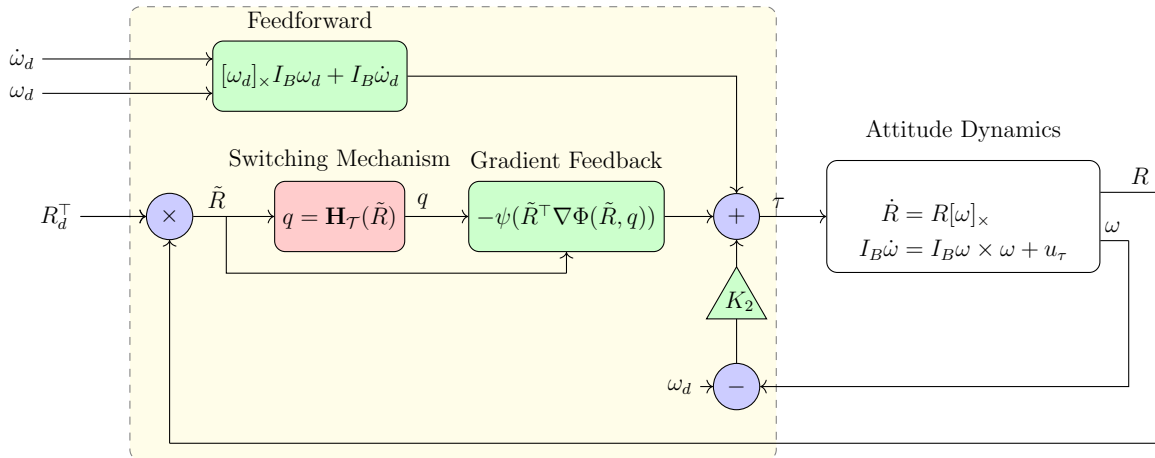 Feedforward
ω̇_d
[ω_d]_× I_B ω_d + I_B ω̇_d
ω_d
Attitude Dynamics
Switching Mechanism
Gradient Feedback
R_d^⊤
×
R̃
q = H_𝒯(R̃)
q
−ψ(R̃^⊤∇Φ(R̃, q))
+
τ
Ṙ = R[ω]_×
I_B ω̇ = I_B ω × ω + u_τ
R
ω
K_2
ω_d
−